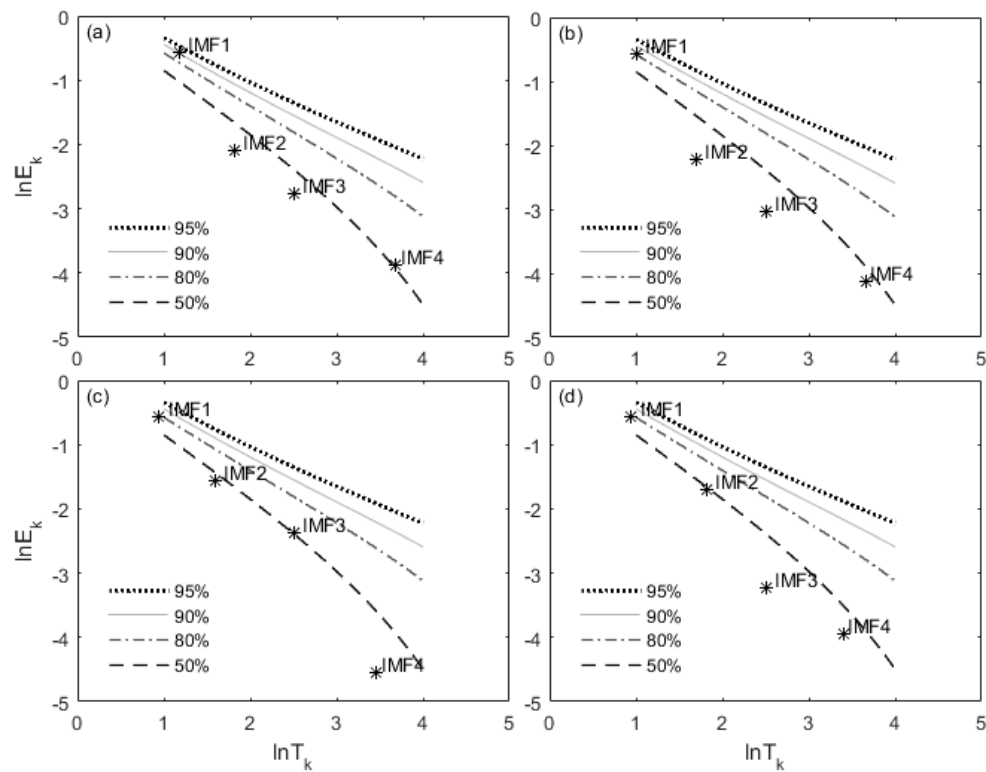 (a)
lnE_k
0
-1
-2
-3
-4
-5
IMF1
IMF2
IMF3
IMF4
95%
90%
80%
50%
0 1 2 3 4 5
(b)
0
-1
-2
-3
-4
-5
IMF1
IMF2
IMF3
IMF4
95%
90%
80%
50%
0 1 2 3 4 5
(c)
lnE_k
0
-1
-2
-3
-4
-5
IMF1
IMF2
IMF3
IMF4
95%
90%
80%
50%
0 1 2 3 4 5
lnT_k
(d)
0
-1
-2
-3
-4
-5
IMF1
IMF2
IMF3
IMF4
95%
90%
80%
50%
0 1 2 3 4 5
lnT_k